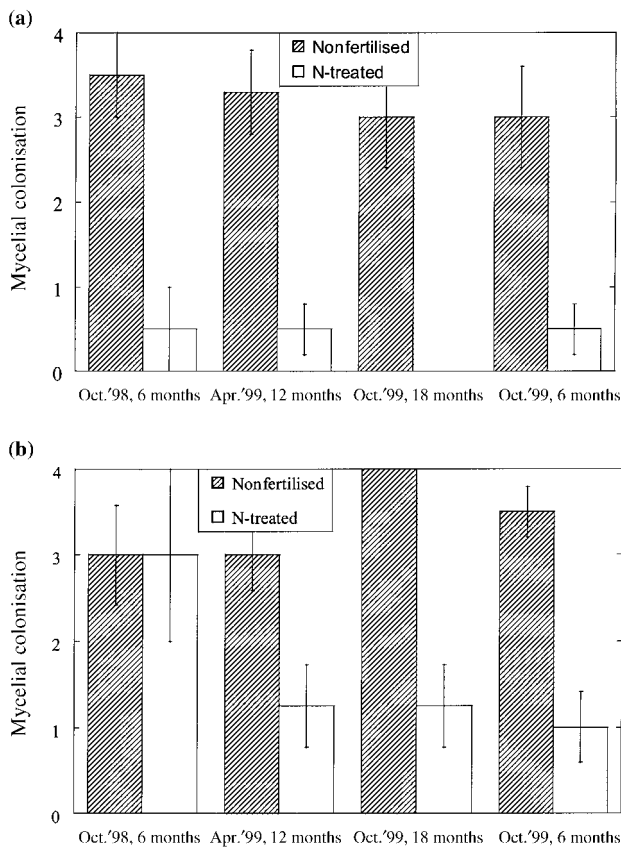 (a)
4
3
2
1
0
Mycelial colonisation
Nonfertilised
N-treated
Oct.'98, 6 months Apr.'99, 12 months Oct.'99, 18 months Oct.'99, 6 months
(b)
4
3
2
1
0
Mycelial colonisation
Nonfertilised
N-treated
Oct.'98, 6 months Apr.'99, 12 months Oct.'99, 18 months Oct.'99, 6 months